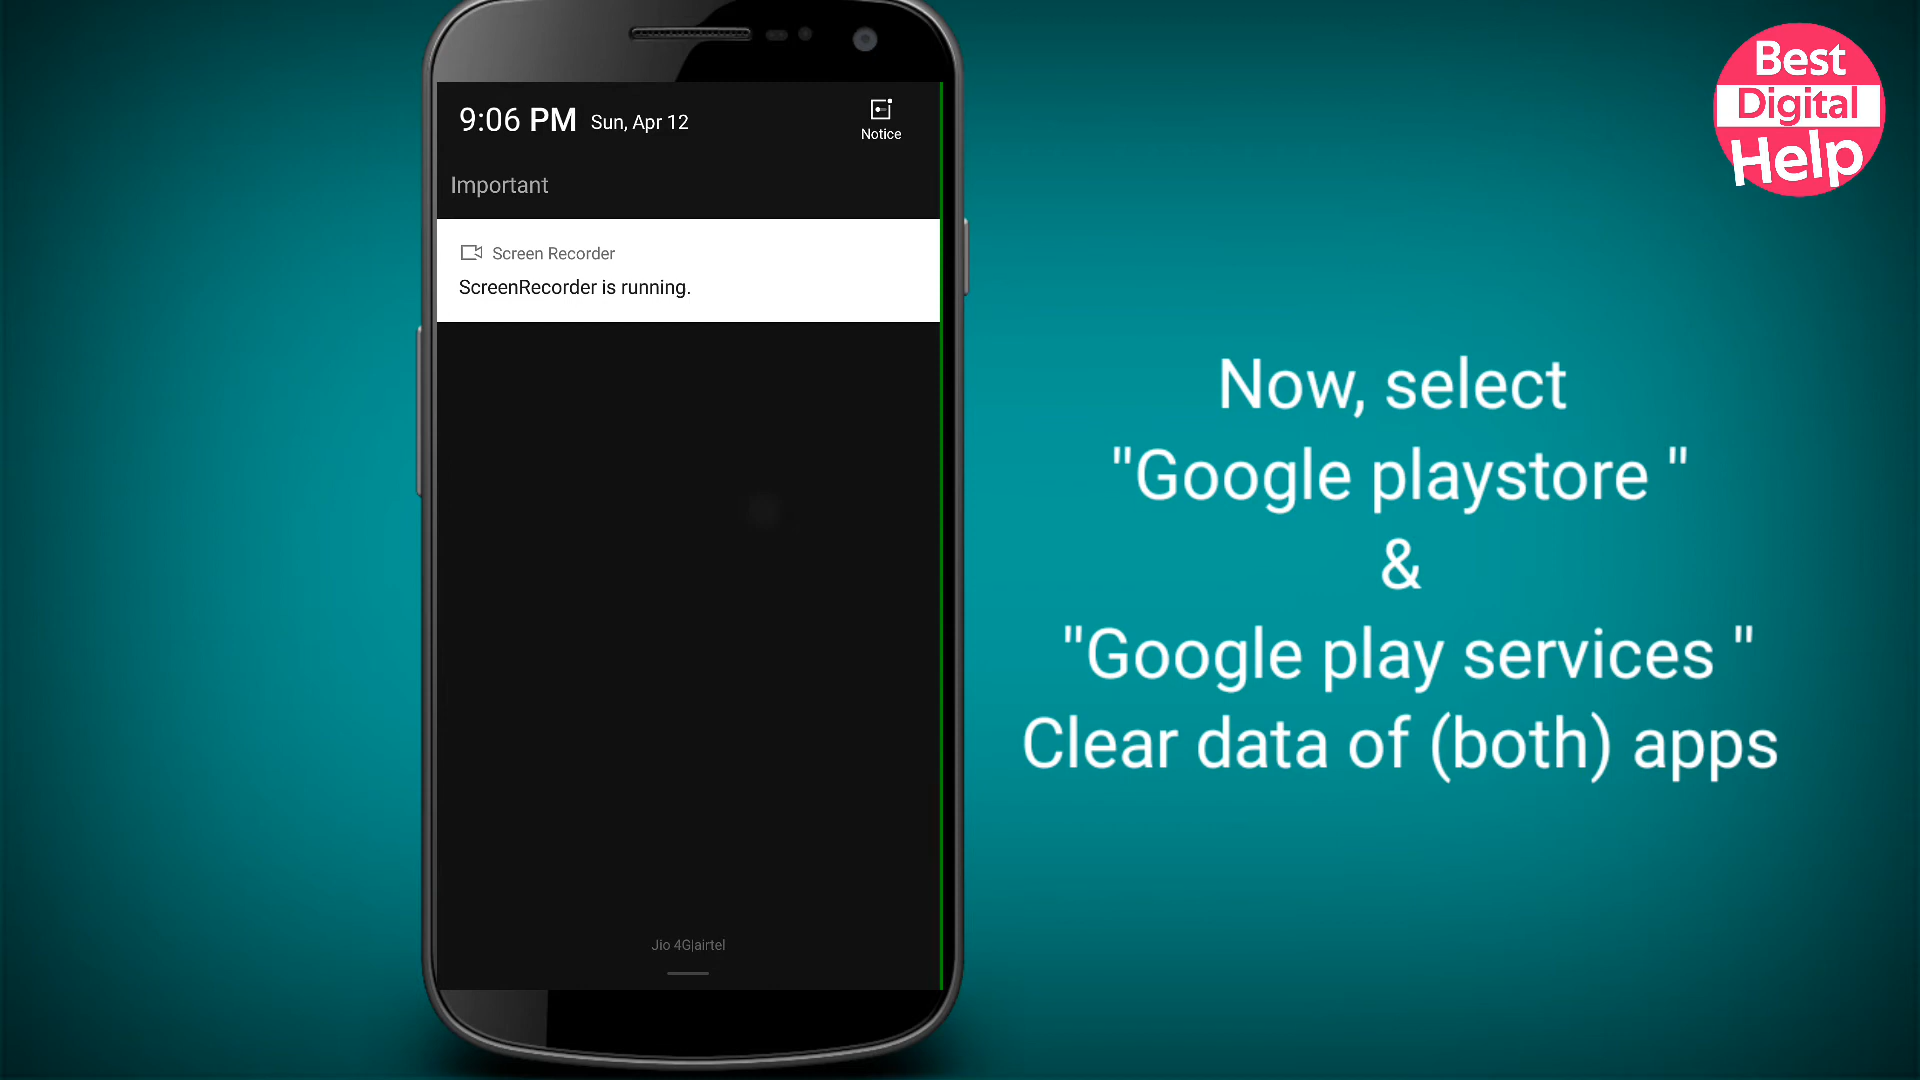 9:06 PM Sun, Apr 12
Notice
Important
Screen Recorder
ScreenRecorder is running.
Jio 4G|airtel
Now, select
"Google playstore "
&
"Google play services "
Clear data of (both) apps
Best
Digital
Help